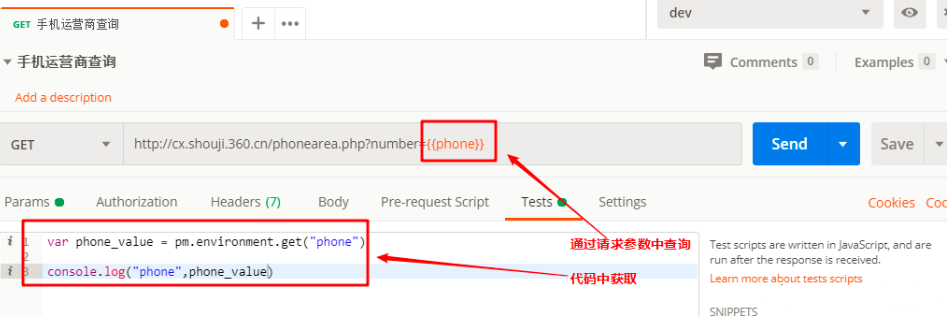 GET 手机运营商查询
dev
手机运营商查询
Comments 0
Examples 0
Add a description
GET
http://cx.shouji.360.cn/phonearea.php?number={{phone}}
Send
Save
Params
Authorization
Headers (7)
Body
Pre-request Script
Tests
Settings
Cookies
1 var phone_value = pm.environment.get("phone")
2
3 console.log("phone",phone_value)
通过请求参数中查询
代码中获取
Test scripts are written in JavaScript, and are
run after the response is received.
Learn more about tests scripts
SNIPPETS